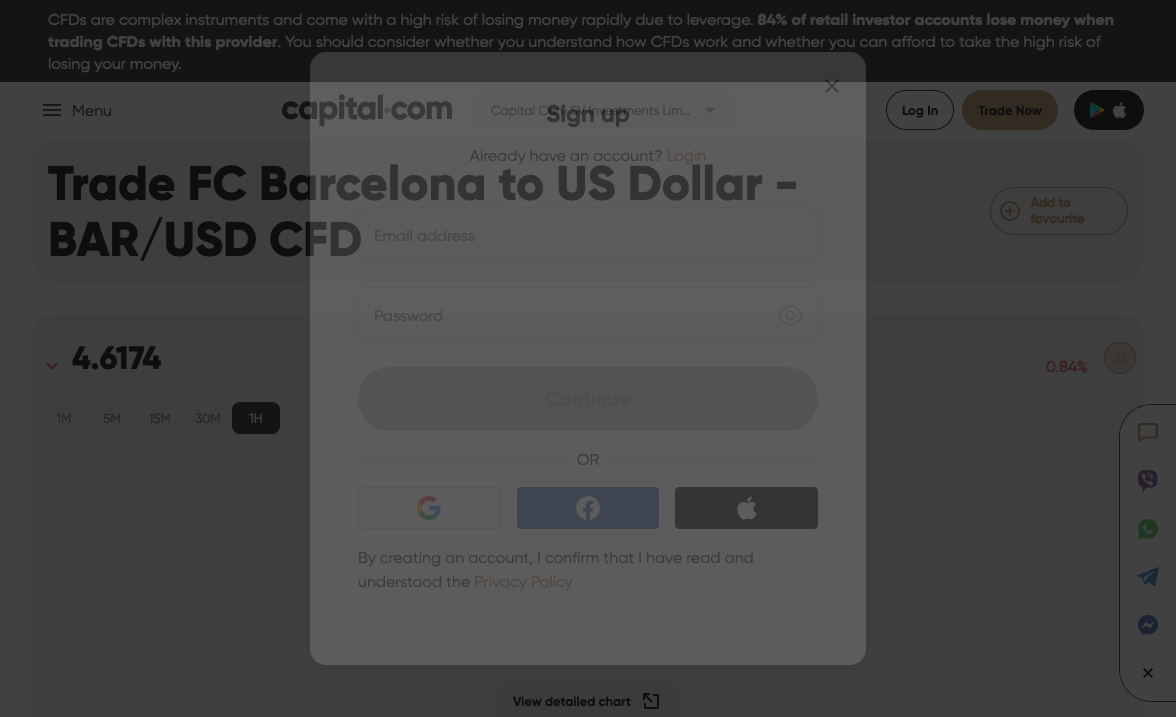 CFDs are complex instruments and come with a high risk of losing money rapidly due to leverage. 84% of retail investor accounts lose money when
trading CFDs with this provider. You should consider whether you understand how CFDs work and whether you can afford to take the high risk of
losing your money.
Menu
capital.com
Capital Com SV Investments Lim...
Log In
Trade Now
Sign up
Already have an account? Login
Trade FC Barcelona to US Dollar -
BAR/USD CFD
Add to
favourite
Email address
Password
4.6174
0.84%
Continue
1M 5M 15M 30M 1H
OR
By creating an account, I confirm that I have read and
understood the Privacy Policy
View detailed chart